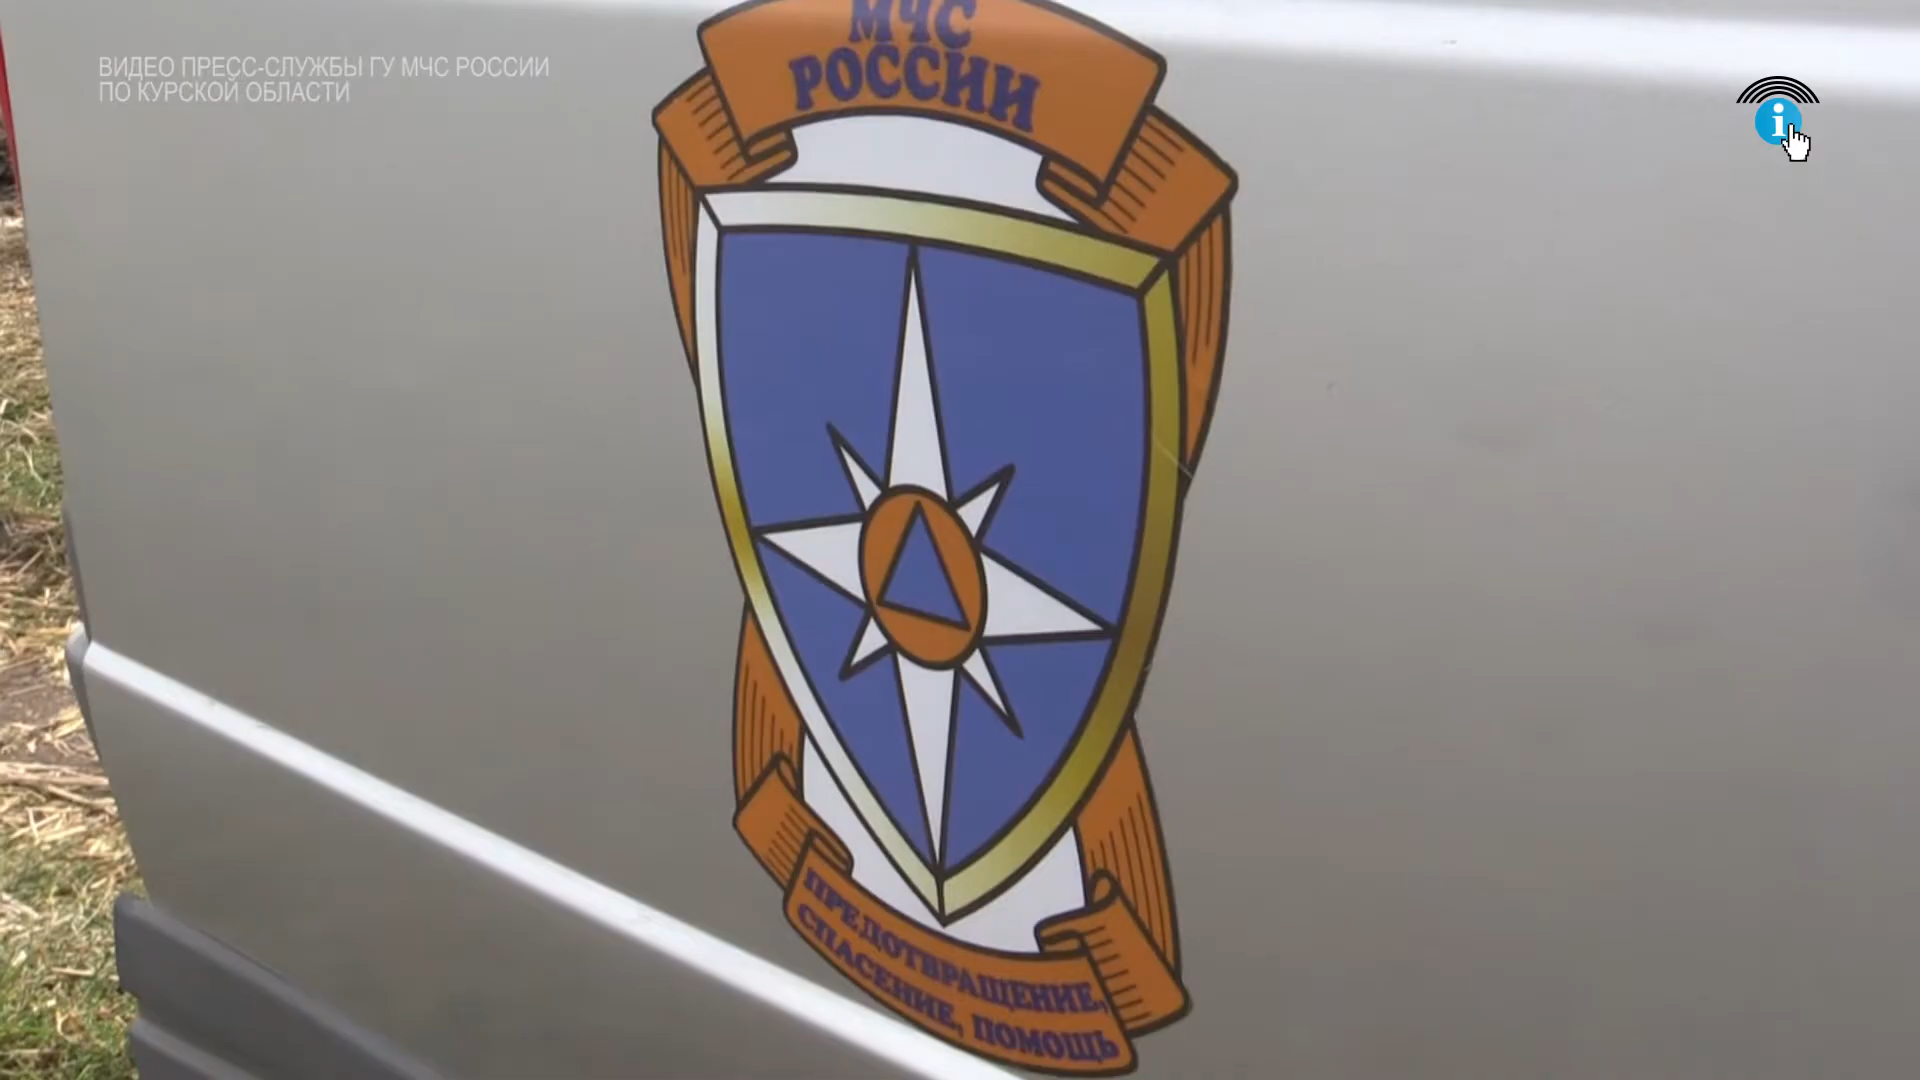 ВИДЕО ПРЕСС-СЛУЖБЫ ГУ МЧС РОССИИ
ПО КУРСКОЙ ОБЛАСТИ
МЧС
РОССИИ
i
ПРЕДОТВРАЩЕНИЕ,
СПАСЕНИЕ, ПОМОЩЬ